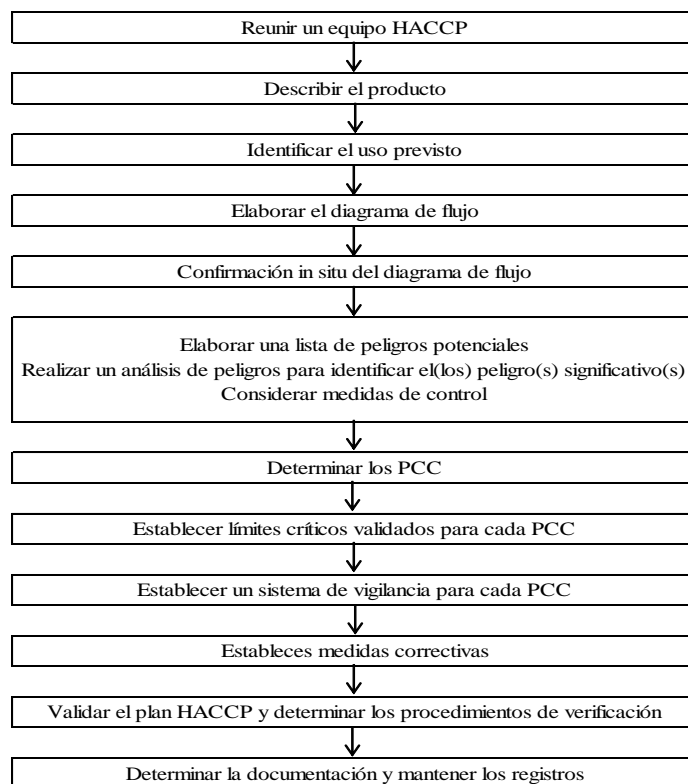 Reunir un equipo HACCP
Describir el producto
Identificar el uso previsto
Elaborar el diagrama de flujo
Confirmación in situ del diagrama de flujo
Elaborar una lista de peligros potenciales
Realizar un análisis de peligros para identificar el(los) peligro(s) significativo(s)
Considerar medidas de control
Determinar los PCC
Establecer límites críticos validados para cada PCC
Establecer un sistema de vigilancia para cada PCC
Estableces medidas correctivas
Validar el plan HACCP y determinar los procedimientos de verificación
Determinar la documentación y mantener los registros